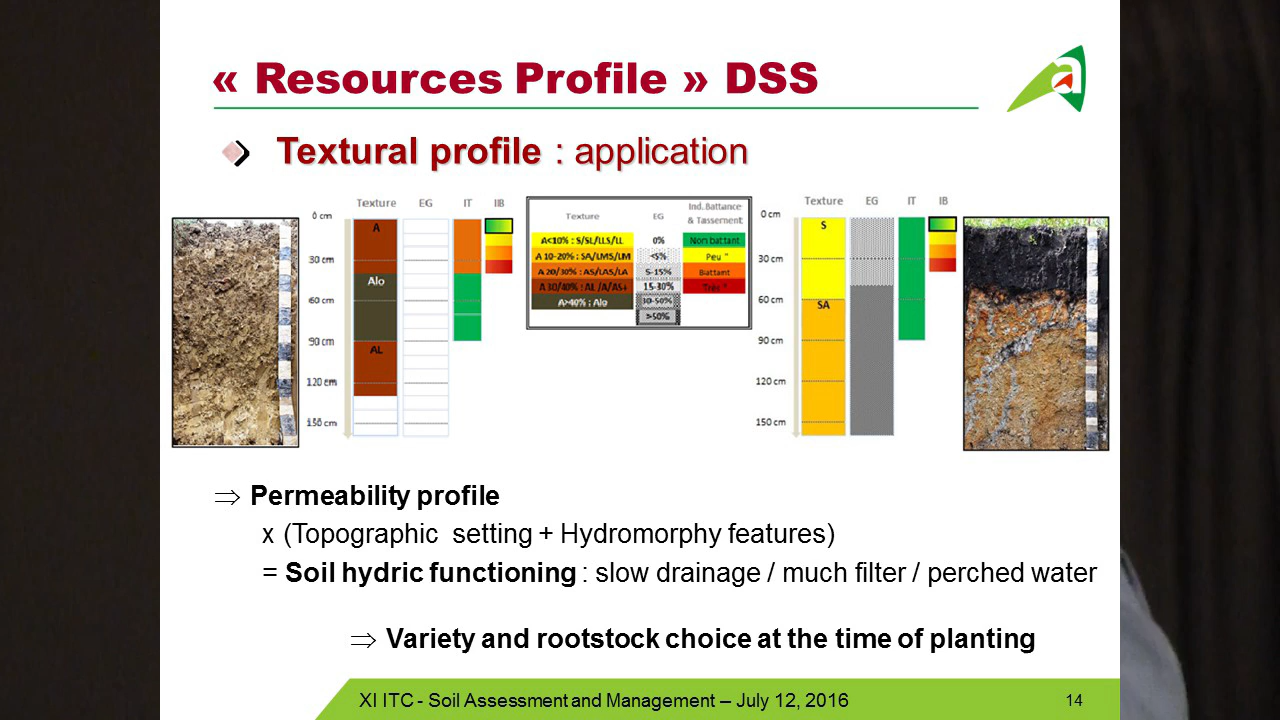 « Resources Profile » DSS
Textural profile : application
Texture EG IT IB
0 cm
30 cm
60 cm
90 cm
120 cm
150 cm
A
Alo
AL
Texture EG Ind. Battance & Tassement
A<10% : S/SL/LLS/LL 0% Non battant
A 10-20% : SA/LMS/LM <5% Peu "
A 20/30% : AS/LAS/LA 5-15% Battant
A 30/40% : AL /A/AS+ 15-30% Très "
A>40% : Alo 30-50%
>50%
Texture EG IT IB
0 cm
30 cm
60 cm
90 cm
120 cm
150 cm
S
SA
⇒ Permeability profile
x (Topographic setting + Hydromorphy features)
= Soil hydric functioning : slow drainage / much filter / perched water
⇒ Variety and rootstock choice at the time of planting
XI ITC - Soil Assessment and Management – July 12, 2016
14